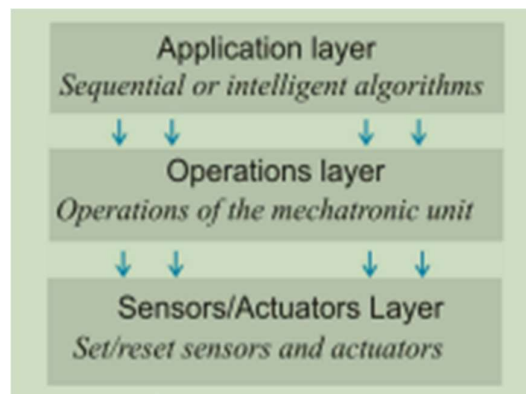 Application layer
Sequential or intelligent algorithms
Operations layer
Operations of the mechatronic unit
Sensors/Actuators Layer
Set/reset sensors and actuators